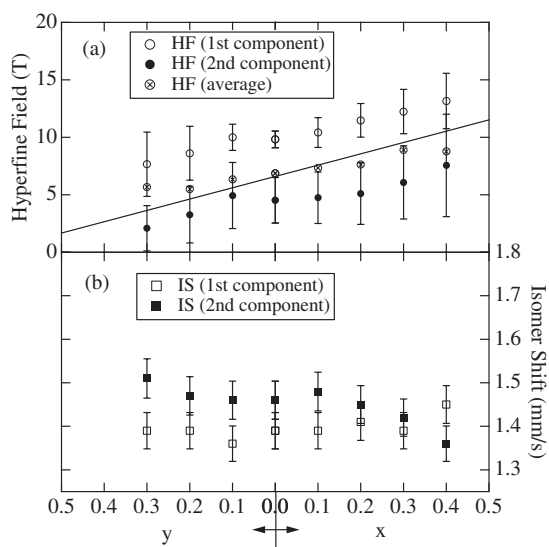 (a)
HF (1st component)
HF (2nd component)
HF (average)
20
15
10
5
0
Hyperfine Field (T)
(b)
IS (1st component)
IS (2nd component)
1.8
1.7
1.6
1.5
1.4
1.3
Isomer Shift (mm/s)
0.5 0.4 0.3 0.2 0.1 0.0 0.1 0.2 0.3 0.4 0.5
y x